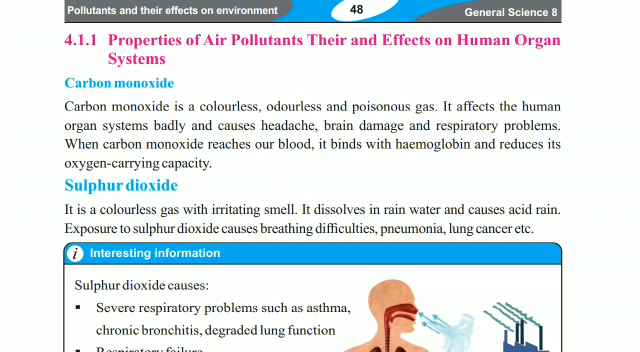 Pollutants and their effects on environment
48
General Science 8
4.1.1 Properties of Air Pollutants Their and Effects on Human Organ
Systems
Carbon monoxide
Carbon monoxide is a colourless, odourless and poisonous gas. It affects the human
organ systems badly and causes headache, brain damage and respiratory problems.
When carbon monoxide reaches our blood, it binds with haemoglobin and reduces its
oxygen-carrying capacity.
Sulphur dioxide
It is a colourless gas with irritating smell. It dissolves in rain water and causes acid rain.
Exposure to sulphur dioxide causes breathing difficulties, pneumonia, lung cancer etc.
i Interesting information
Sulphur dioxide causes:
▪ Severe respiratory problems such as asthma,
chronic bronchitis, degraded lung function
▪ Respiratory failure